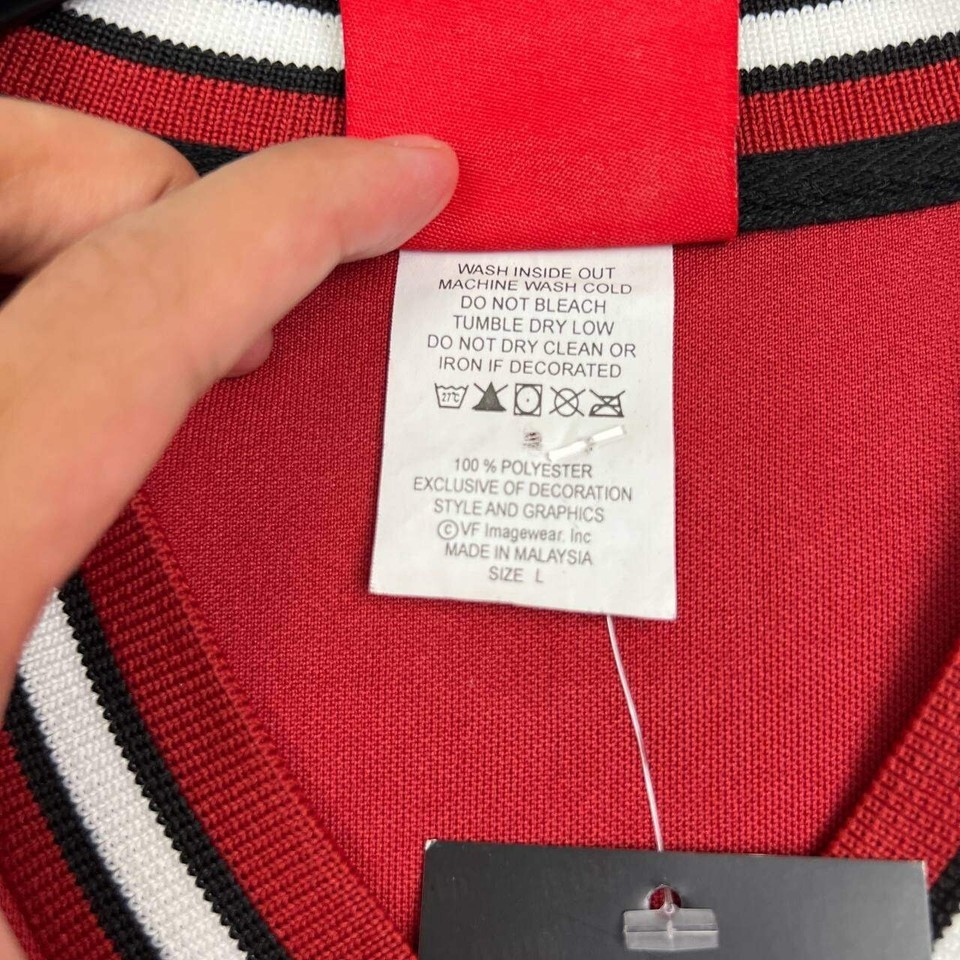 WASH INSIDE OUT
MACHINE WASH COLD
DO NOT BLEACH
TUMBLE DRY LOW
DO NOT DRY CLEAN OR
IRON IF DECORATED
27℃
100 % POLYESTER
EXCLUSIVE OF DECORATION
STYLE AND GRAPHICS
©VF Imagewear, Inc
MADE IN MALAYSIA
SIZE L